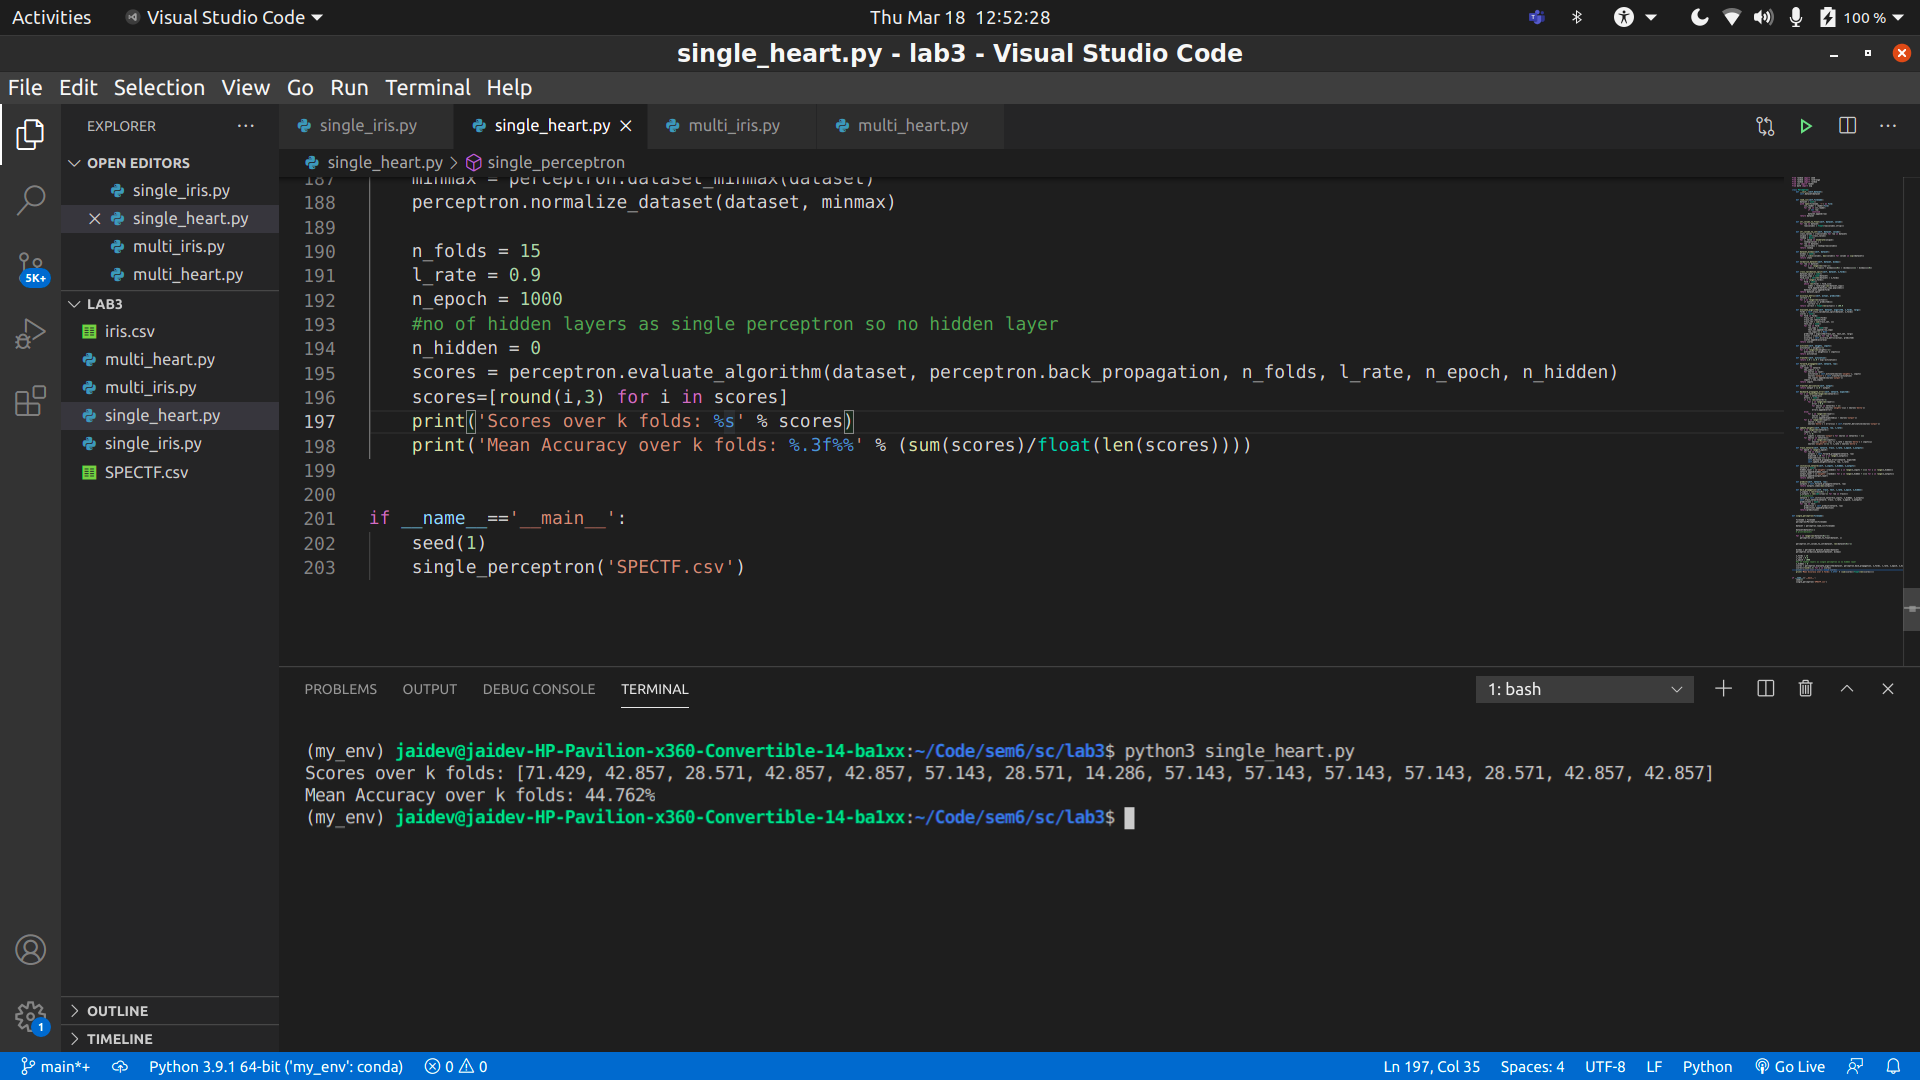 Activities
Visual Studio Code
Thu Mar 18 12:52:28
100 %
single_heart.py - lab3 - Visual Studio Code
File Edit Selection View Go Run Terminal Help
EXPLORER
single_iris.py
single_heart.py
multi_iris.py
multi_heart.py
OPEN EDITORS
single_iris.py
single_heart.py
multi_iris.py
multi_heart.py
5K+
LAB3
iris.csv
multi_heart.py
multi_iris.py
single_heart.py
single_iris.py
SPECTF.csv
OUTLINE
TIMELINE
1
single_heart.py > single_perceptron
187 minmax = perceptron.dataset_minmax(dataset)
188 perceptron.normalize_dataset(dataset, minmax)
189
190 n_folds = 15
191 l_rate = 0.9
192 n_epoch = 1000
193 #no of hidden layers as single perceptron so no hidden layer
194 n_hidden = 0
195 scores = perceptron.evaluate_algorithm(dataset, perceptron.back_propagation, n_folds, l_rate, n_epoch, n_hidden)
196 scores=[round(i,3) for i in scores]
197 print('Scores over k folds: %s' % scores)
198 print('Mean Accuracy over k folds: %.3f%%' % (sum(scores)/float(len(scores))))
199
200
201 if __name__=='__main__':
202 seed(1)
203 single_perceptron('SPECTF.csv')
PROBLEMS OUTPUT DEBUG CONSOLE TERMINAL
1: bash
(my_env) jaidev@jaidev-HP-Pavilion-x360-Convertible-14-ba1xx:~/Code/sem6/sc/lab3$ python3 single_heart.py
Scores over k folds: [71.429, 42.857, 28.571, 42.857, 42.857, 57.143, 28.571, 14.286, 57.143, 57.143, 57.143, 57.143, 28.571, 42.857, 42.857]
Mean Accuracy over k folds: 44.762%
(my_env) jaidev@jaidev-HP-Pavilion-x360-Convertible-14-ba1xx:~/Code/sem6/sc/lab3$
main*+
Python 3.9.1 64-bit ('my_env': conda)
0 0
Ln 197, Col 35
Spaces: 4
UTF-8
LF
Python
Go Live